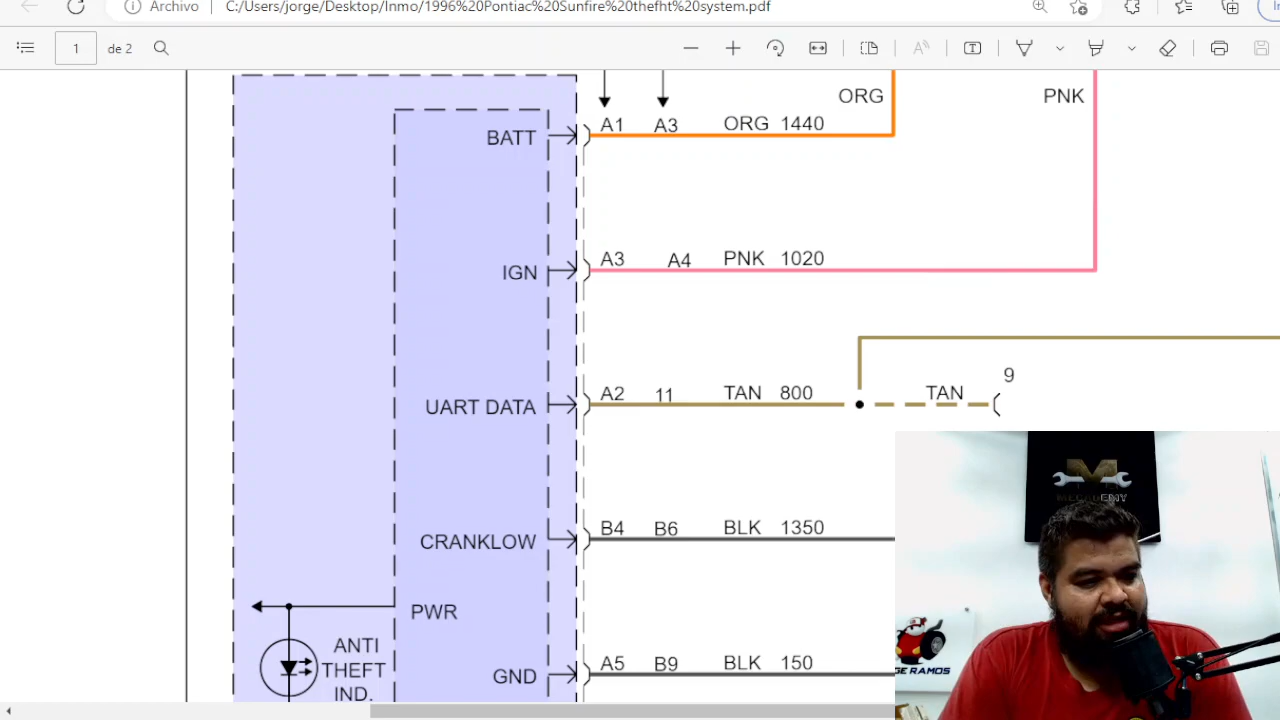 Archivo C:/Users/jorge/Desktop/Inmo/1996%20Pontiac%20Sunfire%20thefht%20system.pdf
1 de 2
ORG PNK
BATT A1 A3 ORG 1440
IGN A3 A4 PNK 1020
9
UART DATA A2 11 TAN 800 TAN
CRANKLOW B4 B6 BLK 1350
PWR
ANTI
THEFT
IND.
GND A5 B9 BLK 150
M
GE RAMOS